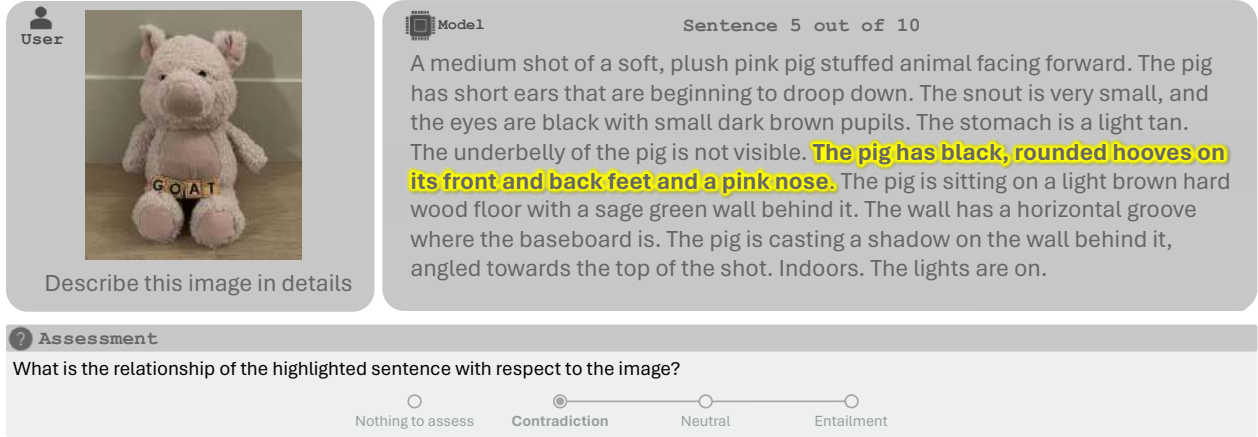 User
GOAT
Describe this image in details
Model
Sentence 5 out of 10
A medium shot of a soft, plush pink pig stuffed animal facing forward. The pig
has short ears that are beginning to droop down. The snout is very small, and
the eyes are black with small dark brown pupils. The stomach is a light tan.
The underbelly of the pig is not visible. The pig has black, rounded hooves on
its front and back feet and a pink nose. The pig is sitting on a light brown hard
wood floor with a sage green wall behind it. The wall has a horizontal groove
where the baseboard is. The pig is casting a shadow on the wall behind it,
angled towards the top of the shot. Indoors. The lights are on.
? Assessment
What is the relationship of the highlighted sentence with respect to the image?
Nothing to assess
Contradiction
Neutral
Entailment